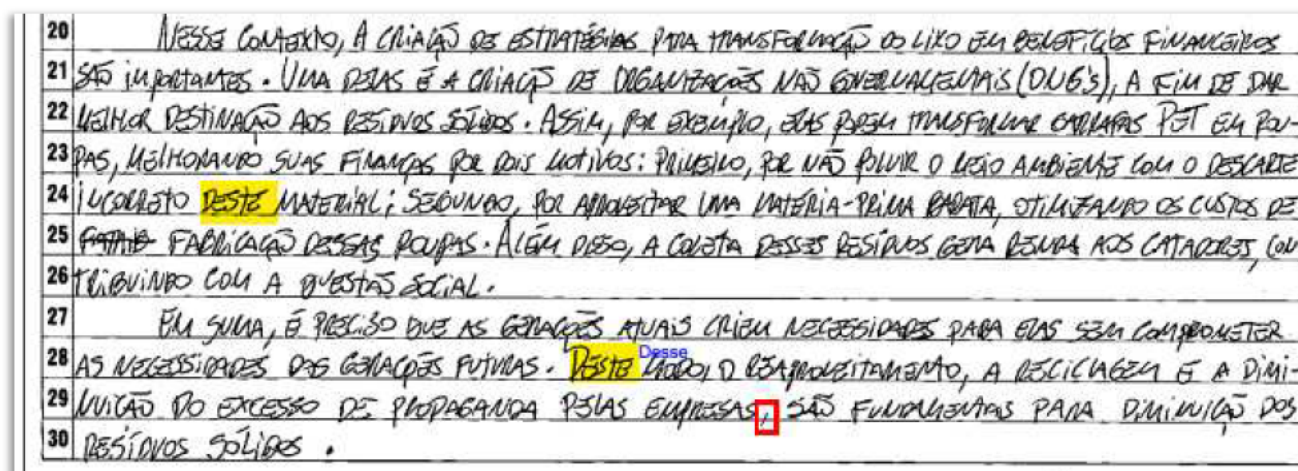 20 NESSE CONTEXTO, A CRIAÇÃO DE ESTRATÉGIAS PARA TRANSFORMAÇÃO DO LIXO EM BENEFÍCIOS FINANCEIROS
21 SÃO IMPORTANTES. UMA DELAS É A CRIAÇÃO DE ORGANIZAÇÕES NÃO GOVERNAMENTAIS (ONG'S), A FIM DE DAR
22 MELHOR DESTINAÇÃO AOS RESÍDUOS SÓLIDOS. ASSIM, POR EXEMPLO, ELAS PODEM TRANSFORMAR GARRAFAS PET EM ROU-
23 PAS, MELHORANDO SUAS FINANÇAS POR DOIS MOTIVOS: PRIMEIRO, POR NÃO POLUIR O MEIO AMBIENTE COM O DESCARTE
24 INCORRETO DESTE MATERIAL; SEGUNDO, POR APROVEITAR UMA MATÉRIA-PRIMA BARATA, OTIMIZANDO OS CUSTOS DE
25 FABRICAÇÃO DESSAS ROUPAS. ALÉM DISSO, A COLETA DESSES RESÍDUOS GERA RENDA AOS CATADORES, CON
26 TRIBUINDO COM A QUESTÃO SOCIAL.
27 EM SUMA, É PRECISO QUE AS GERAÇÕES ATUAIS CRIEM NECESSIDADES PARA ELAS SEM COMPROMETER
Desse
28 AS NECESSIDADES DAS GERAÇÕES FUTURAS. DESTE MODO, O REAPROVEITAMENTO, A RECICLAGEM E A DIMI-
29 NUIÇÃO DO EXCESSO DE PROPAGANDA PELAS EMPRESAS, SÃO FUNDAMENTAIS PARA DIMINUIÇÃO DOS
30 RESÍDUOS SÓLIDOS.